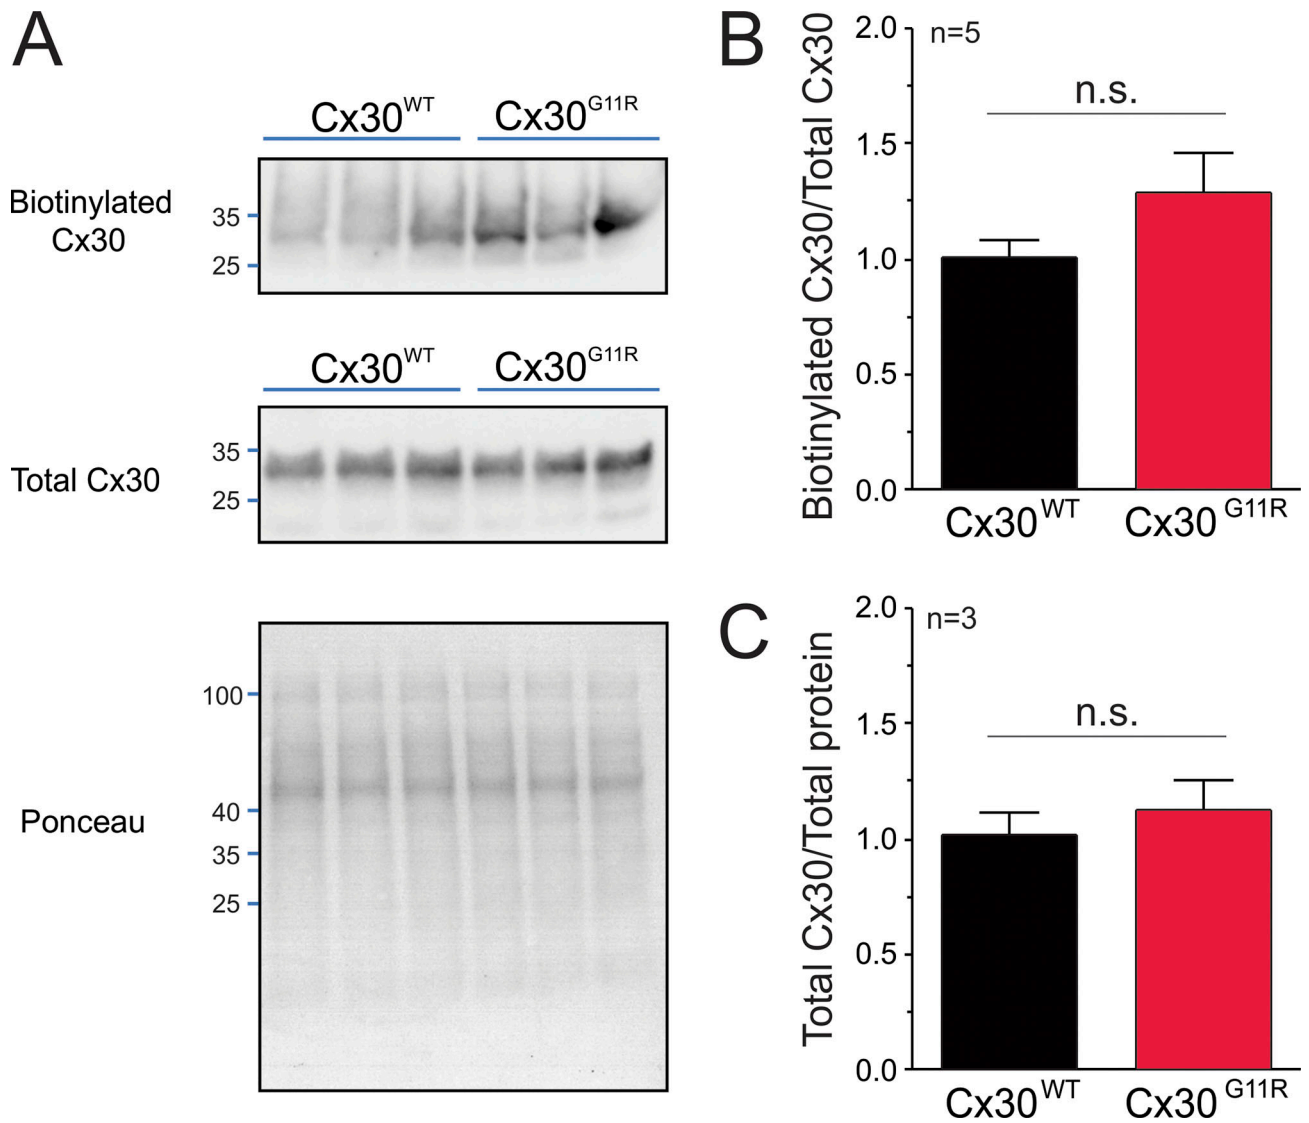 A
Cx30WT Cx30G11R
Biotinylated
Cx30
35
25
Cx30WT Cx30G11R
Total Cx30
35
25
Ponceau
100
40
35
25
B
Biotinylated Cx30/Total Cx30
2.0
1.5
1.0
0.5
0.0
n=5
n.s.
Cx30WT Cx30G11R
C
Total Cx30/Total protein
2.0
1.5
1.0
0.5
0.0
n=3
n.s.
Cx30WT Cx30G11R